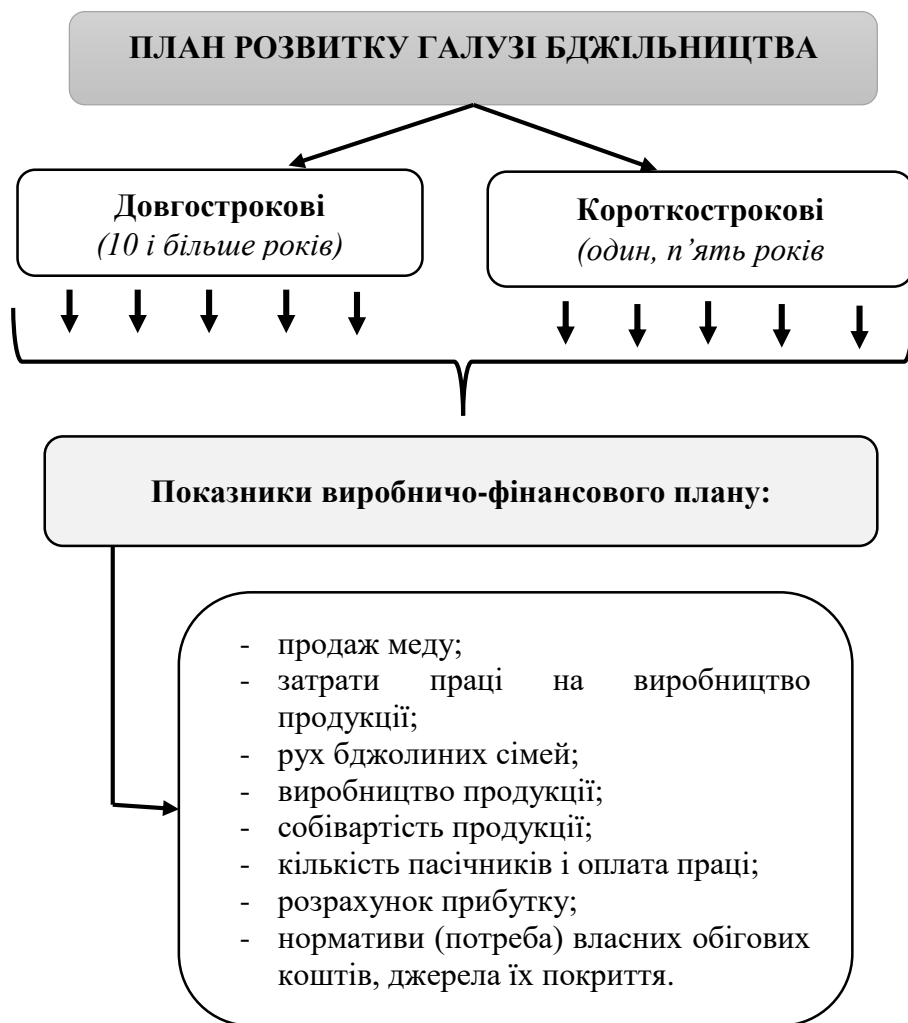 ПЛАН РОЗВИТКУ ГАЛУЗІ БДЖІЛЬНИЦТВА
Довгострокові
(10 і більше років)
Короткострокові
(один, п’ять років
Показники виробничо-фінансового плану:
- продаж меду;
- затрати праці на виробництво
продукції;
- рух бджолиних сімей;
- виробництво продукції;
- собівартість продукції;
- кількість пасічників і оплата праці;
- розрахунок прибутку;
- нормативи (потреба) власних обігових
коштів, джерела їх покриття.